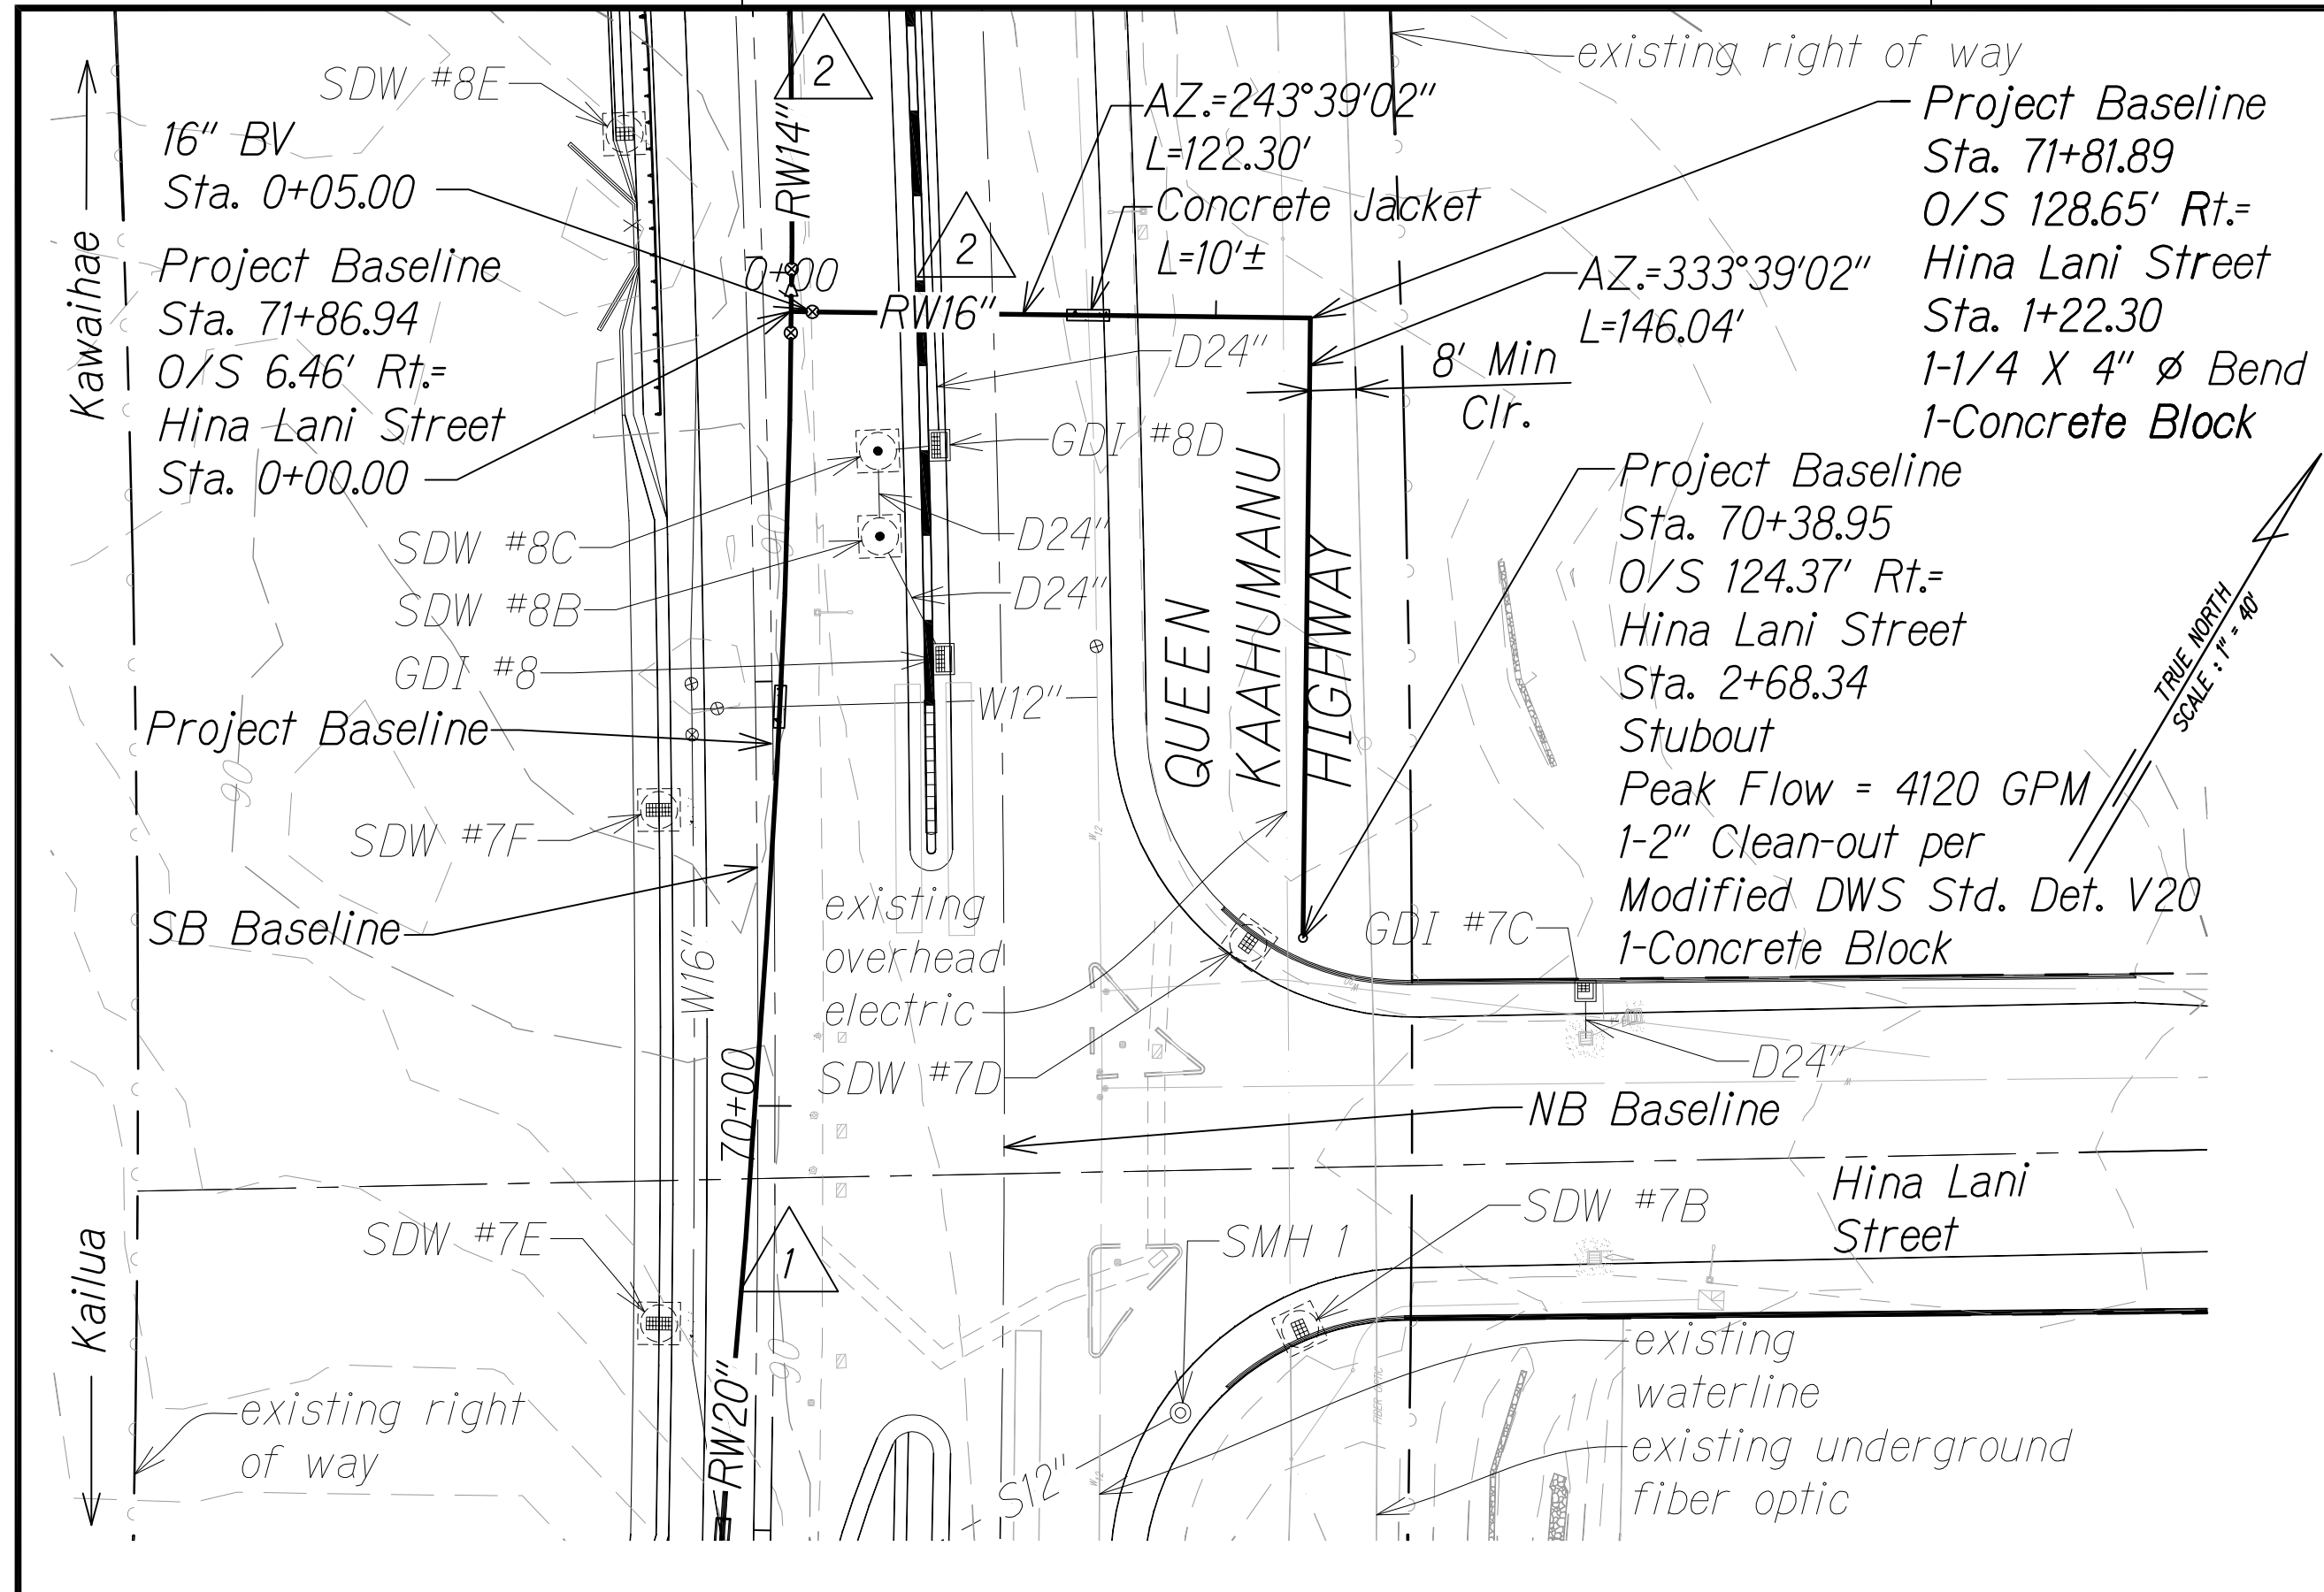 SDW #8E
16" BV
Sta. 0+05.00
Project Baseline
Sta. 71+86.94
O/S 6.46' Rt.=
Hina Lani Street
Sta. 0+00.00
Kawaihae
2
RW14"
0+00
RW16"
2
AZ.=243°39'02"
L=122.30'
Concrete Jacket
L=10'±
existing right of way
Project Baseline
Sta. 71+81.89
O/S 128.65' Rt.=
Hina Lani Street
Sta. 1+22.30
1-1/4 X 4" Ø Bend
1-Concrete Block
AZ.=333°39'02"
L=146.04'
8' Min
Clr.
D24"
GDI #8D
D24"
D24"
SDW #8C
SDW #8B
GDI #8
W12"
90
QUEEN
KAAHUMANU
HIGHWAY
Project Baseline
Sta. 70+38.95
O/S 124.37' Rt.=
Hina Lani Street
Sta. 2+68.34
Stubout
Peak Flow = 4120 GPM
1-2" Clean-out per
Modified DWS Std. Det. V20
1-Concrete Block
TRUE NORTH
SCALE : 1" = 40'
Project Baseline
90
SDW #7F
SB Baseline
W16"
existing
overhead
electric
GDI #7C
SDW #7D
D24"
70+00
NB Baseline
W12
Hina Lani
Street
SDW #7B
SMH 1
SDW #7E
1
Kailua
RW20"
90
existing right
of way
S12"
W12
FIBER OPTIC
existing
waterline
existing underground
fiber optic